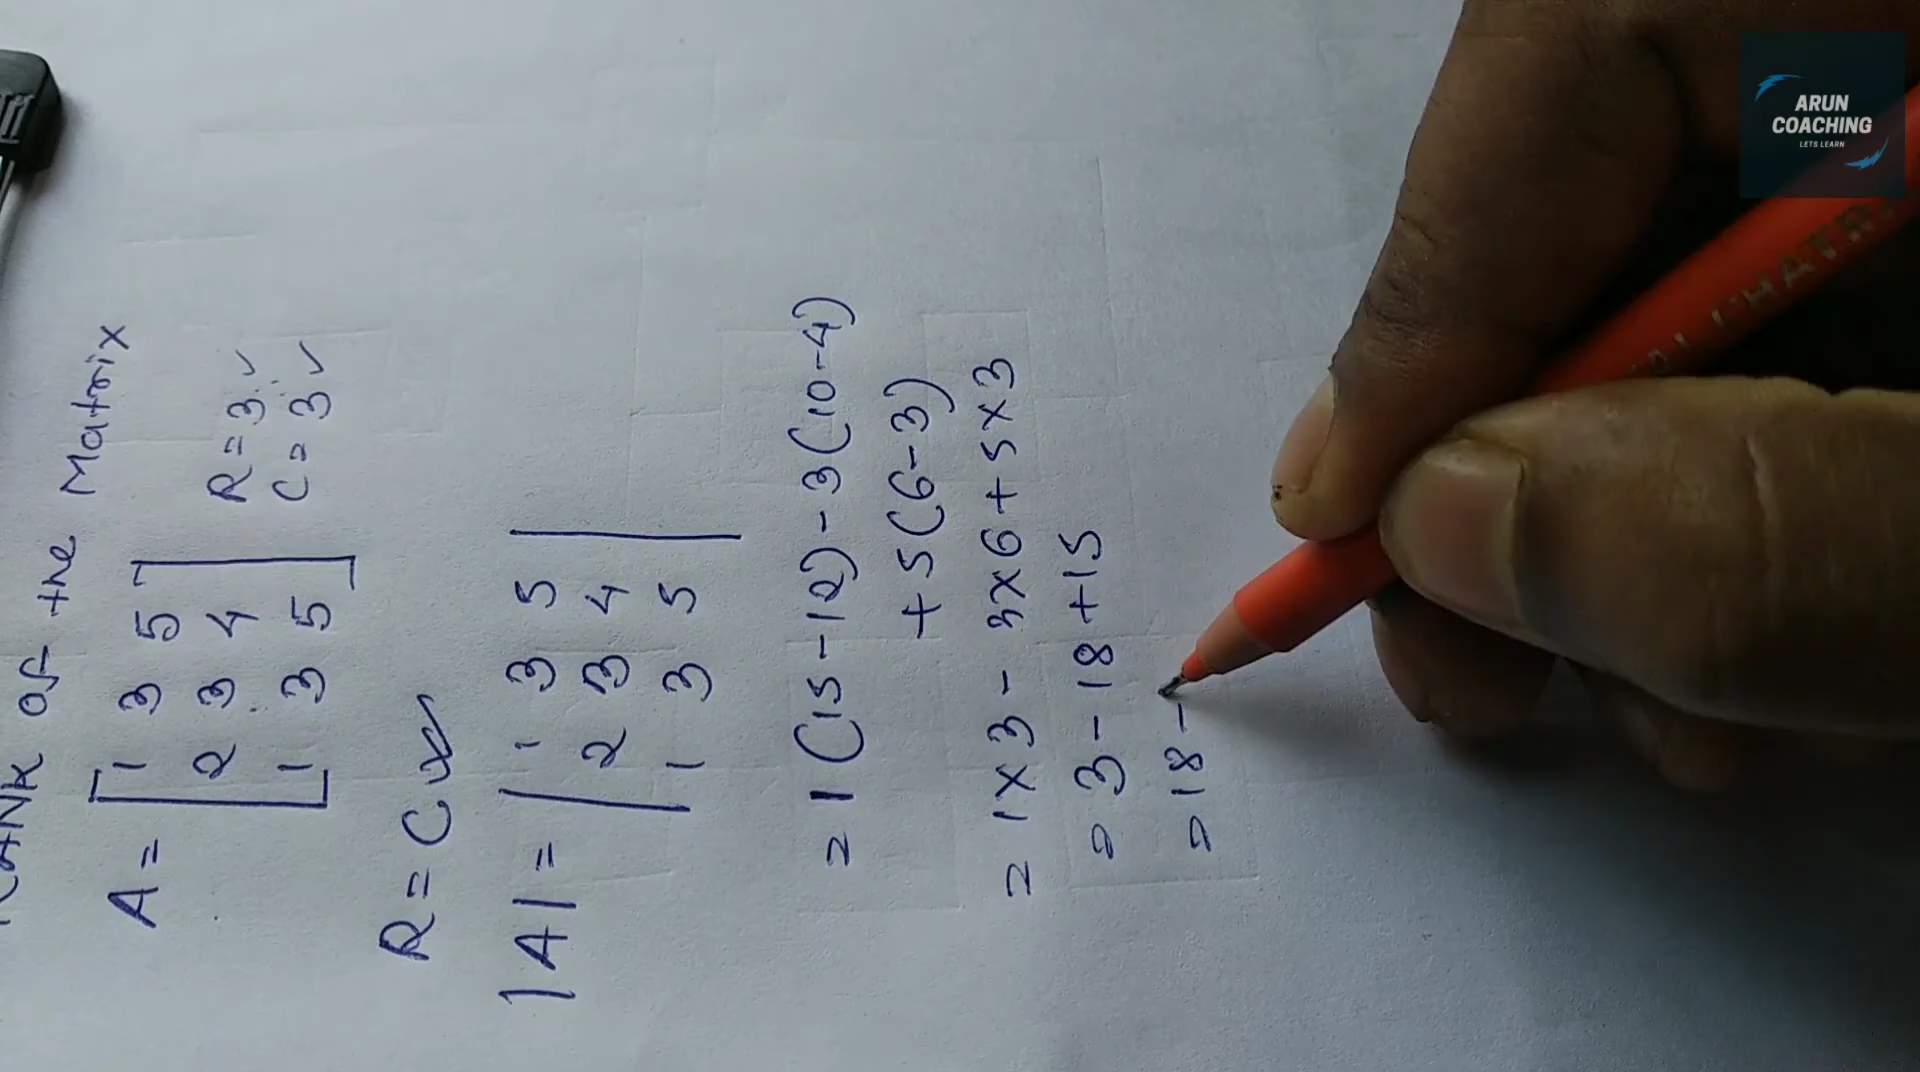 RANK OF the Matrix
A = [ 1 3 5 ] R = 3 ✓
2 3 4 C = 3 ✓
1 3 5
R = C ✓
|A| = | 1 3 5 |
2 3 4
1 3 5
= 1 (15 - 12) - 3 (10 - 4)
+ 5 (6 - 3)
= 1 x 3 - 3 x 6 + 5 x 3
= 3 - 18 + 15
= 18 -
ARUN
COACHING
LETS LEARN